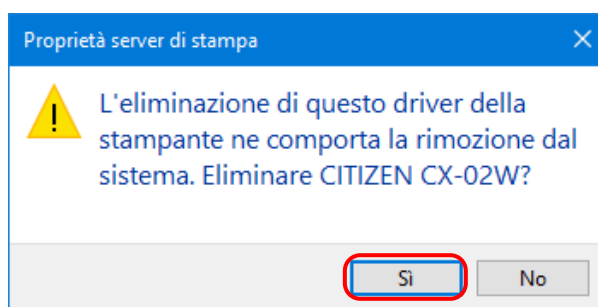 Proprietà server di stampa
L'eliminazione di questo driver della
stampante ne comporta la rimozione dal
sistema. Eliminare CITIZEN CX-02W?
Sì
No